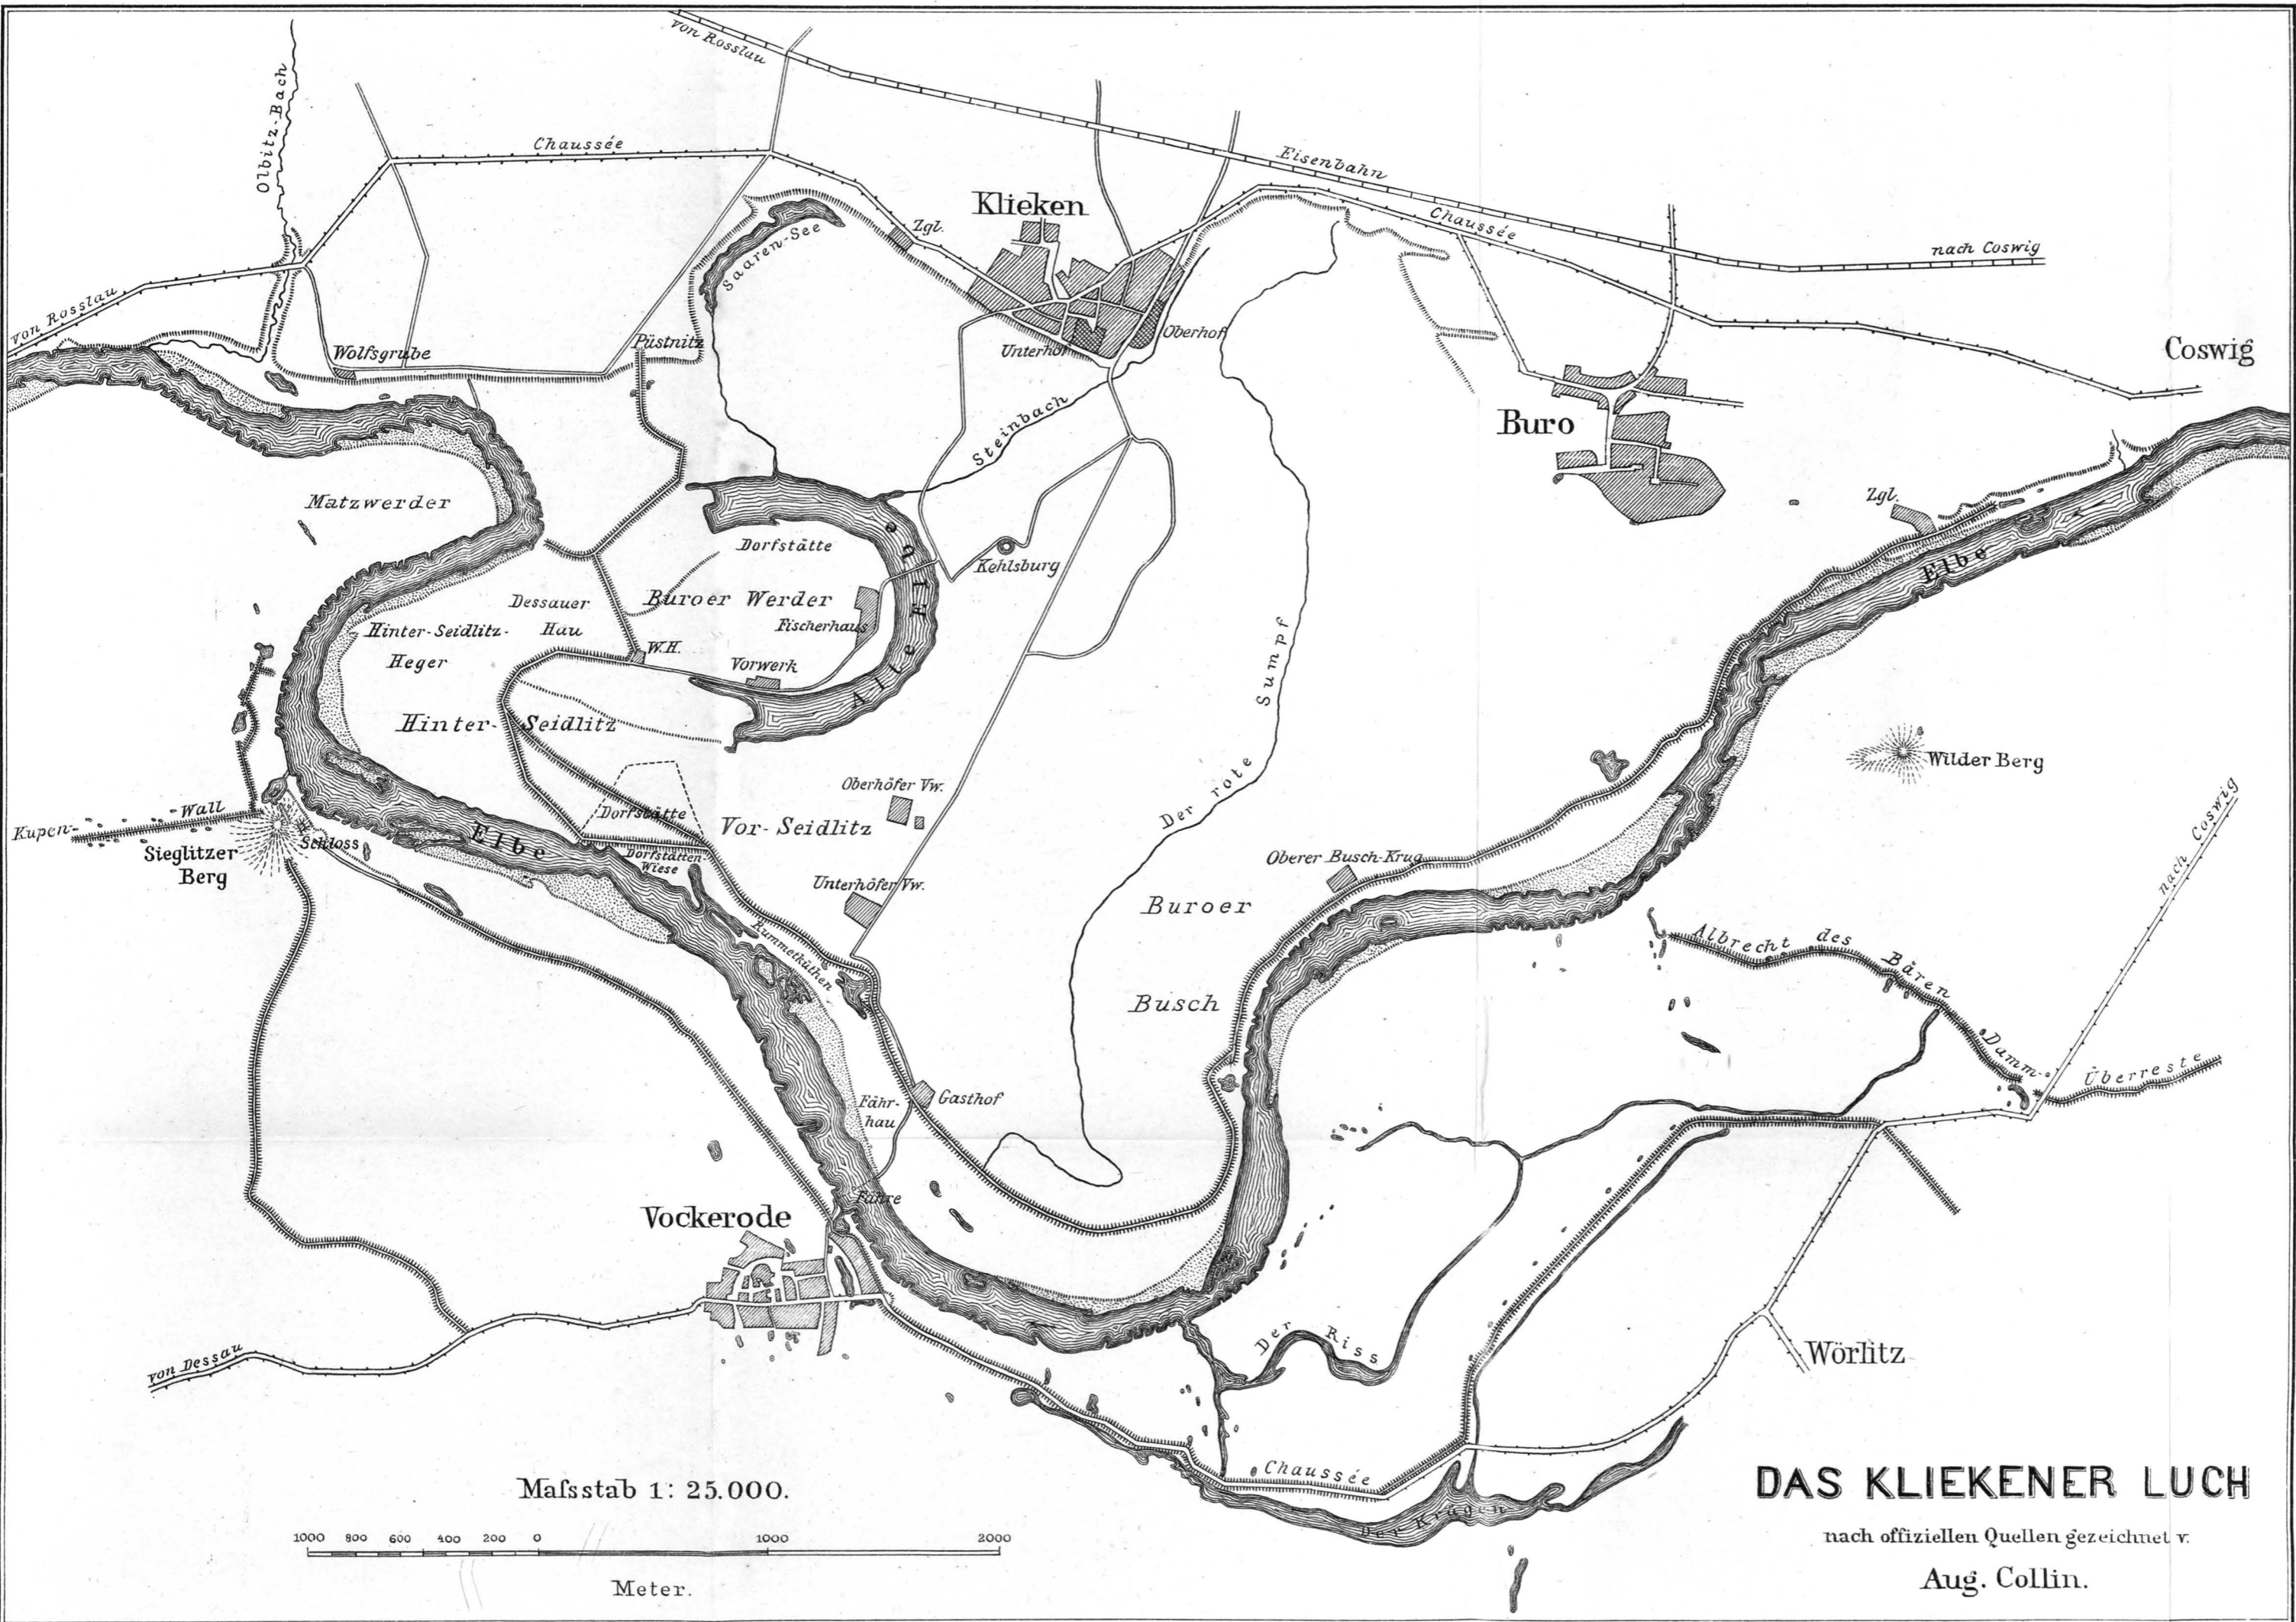 von Rosslau
Olbitz-Bach
Chaussée
Eisenbahn
Klieken
Zgl.
Chaussée
nach Coswig
Saaren-See
von Rosslau
Oberhof
Püstnitz
Unterhof
Wolfsgrube
Coswig
Buro
Steinbach
Matzwerder
Zgl.
Dorfstätte
Elbe
Kehlsburg
Dessauer
Hau
Buroer Werder
Fischerhaus
Hinter-Seidlitz-
Heger
W.H.
Vorwerk
Alte Elbe
Hinter-Seidlitz
Der rote Sumpf
Wilder Berg
Oberhöfer Vw.
Kupen-Wall
Dorfstätte
Vor-Seidlitz
nach Coswig
Sieglitzer
Berg
Schloss
Elbe
Dorfstätten-
Wiese
Oberer Busch-Krug
Unterhöfer Vw.
Buroer
Busch
Rummelküthen
Albrecht des Bären Damm-Überreste
Gasthof
Fähr-
hau
Fähre
Vockerode
Der Riss
Wörlitz
von Dessau
Chaussée
Der Krägen
DAS KLIEKENER LUCH
nach offiziellen Quellen gezeichnet v.
Aug. Collin.
Maſsstab 1: 25.000.
1000 800 600 400 200 0 1000 2000
Meter.